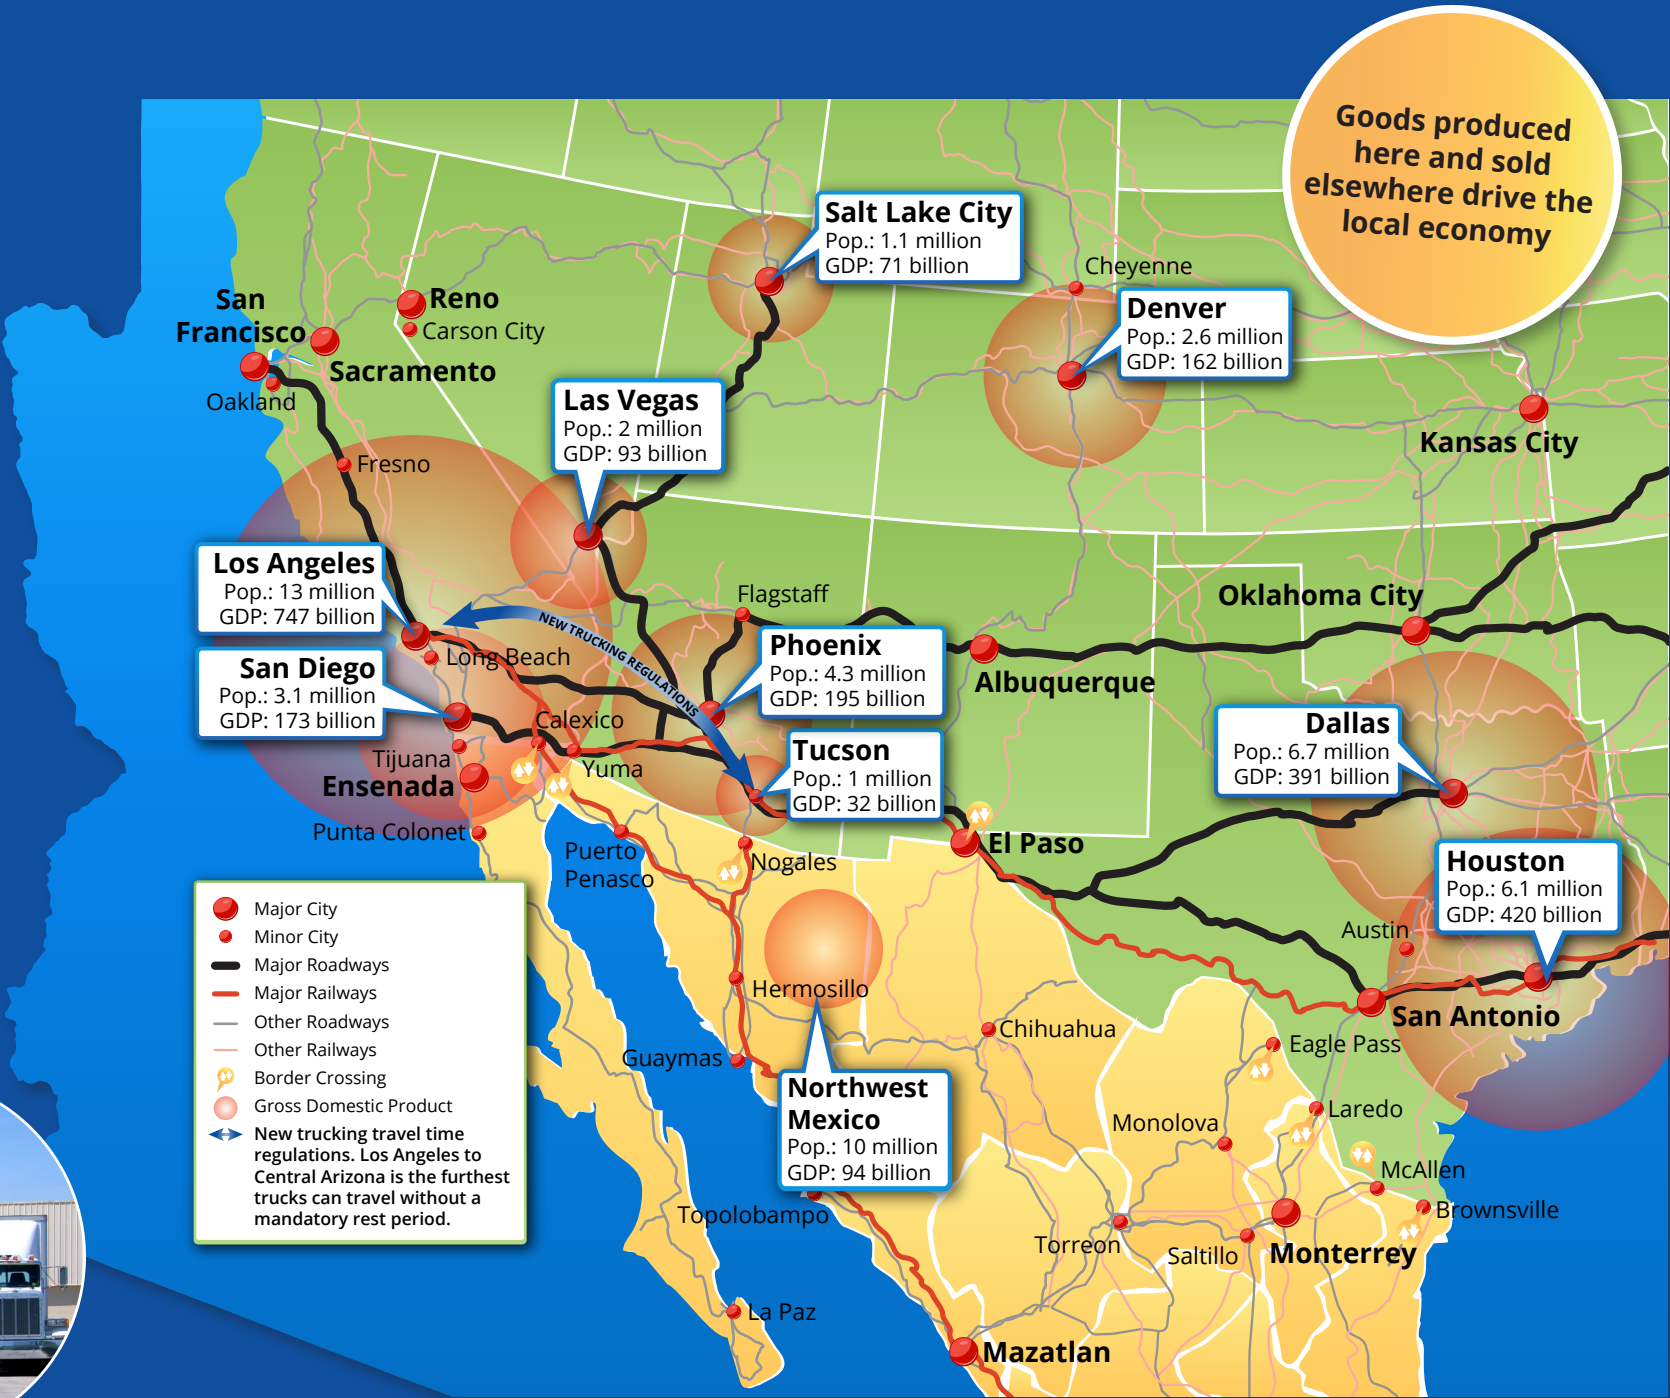 Goods produced
here and sold
elsewhere drive the
local economy
Salt Lake City
Pop.: 1.1 million
GDP: 71 billion
Cheyenne
Denver
Pop.: 2.6 million
GDP: 162 billion
San
Francisco
Reno
Carson City
Sacramento
Oakland
Las Vegas
Pop.: 2 million
GDP: 93 billion
Kansas City
Fresno
Los Angeles
Pop.: 13 million
GDP: 747 billion
Flagstaff
Oklahoma City
NEW TRUCKING REGULATIONS
Phoenix
Pop.: 4.3 million
GDP: 195 billion
Long Beach
San Diego
Pop.: 3.1 million
GDP: 173 billion
Albuquerque
Calexico
Dallas
Pop.: 6.7 million
GDP: 391 billion
Tijuana
Ensenada
Yuma
Tucson
Pop.: 1 million
GDP: 32 billion
Punta Colonet
Puerto
Penasco
Nogales
El Paso
Houston
Pop.: 6.1 million
GDP: 420 billion
Austin
Major City
Minor City
Major Roadways
Major Railways
Other Roadways
Other Railways
Border Crossing
Gross Domestic Product
New trucking travel time
regulations. Los Angeles to
Central Arizona is the furthest
trucks can travel without a
mandatory rest period.
Hermosillo
San Antonio
Chihuahua
Eagle Pass
Guaymas
Northwest
Mexico
Pop.: 10 million
GDP: 94 billion
Laredo
Monolova
McAllen
Topolobampo
Brownsville
Torreon
Saltillo
Monterrey
La Paz
Mazatlan